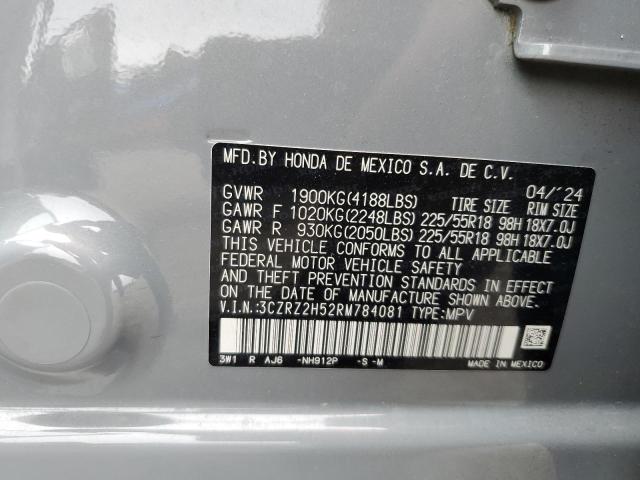 MFD.BY HONDA DE MEXICO S.A. DE C.V.
04/'24
GVWR 1900KG(4188LBS) TIRE SIZE RIM SIZE
GAWR F 1020KG(2248LBS) 225/55R18 98H 18X7.0J
GAWR R 930KG(2050LBS) 225/55R18 98H 18X7.0J
THIS VEHICLE CONFORMS TO ALL APPLICABLE
FEDERAL MOTOR VEHICLE SAFETY
AND THEFT PREVENTION STANDARDS IN EFFECT
ON THE DATE OF MANUFACTURE SHOWN ABOVE.
V.I.N:3CZRZ2H52RM784081 TYPE:MPV
3W1 R AJ6 -NH912P -S -M MADE IN MEXICO